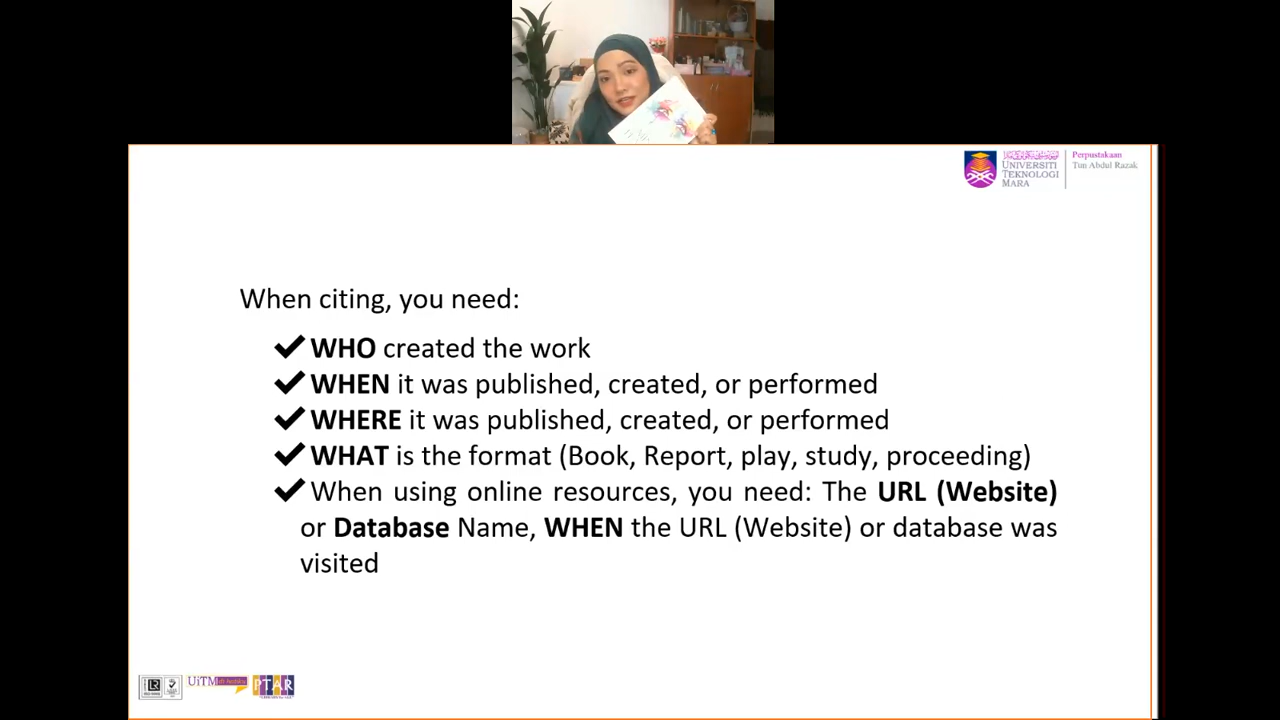 UNIVERSITI
TEKNOLOGI
MARA
Perpustakaan
Tun Abdul Razak
When citing, you need:
WHO created the work
WHEN it was published, created, or performed
WHERE it was published, created, or performed
WHAT is the format (Book, Report, play, study, proceeding)
When using online resources, you need: The URL (Website)
or Database Name, WHEN the URL (Website) or database was
visited
UiTM
PTAR